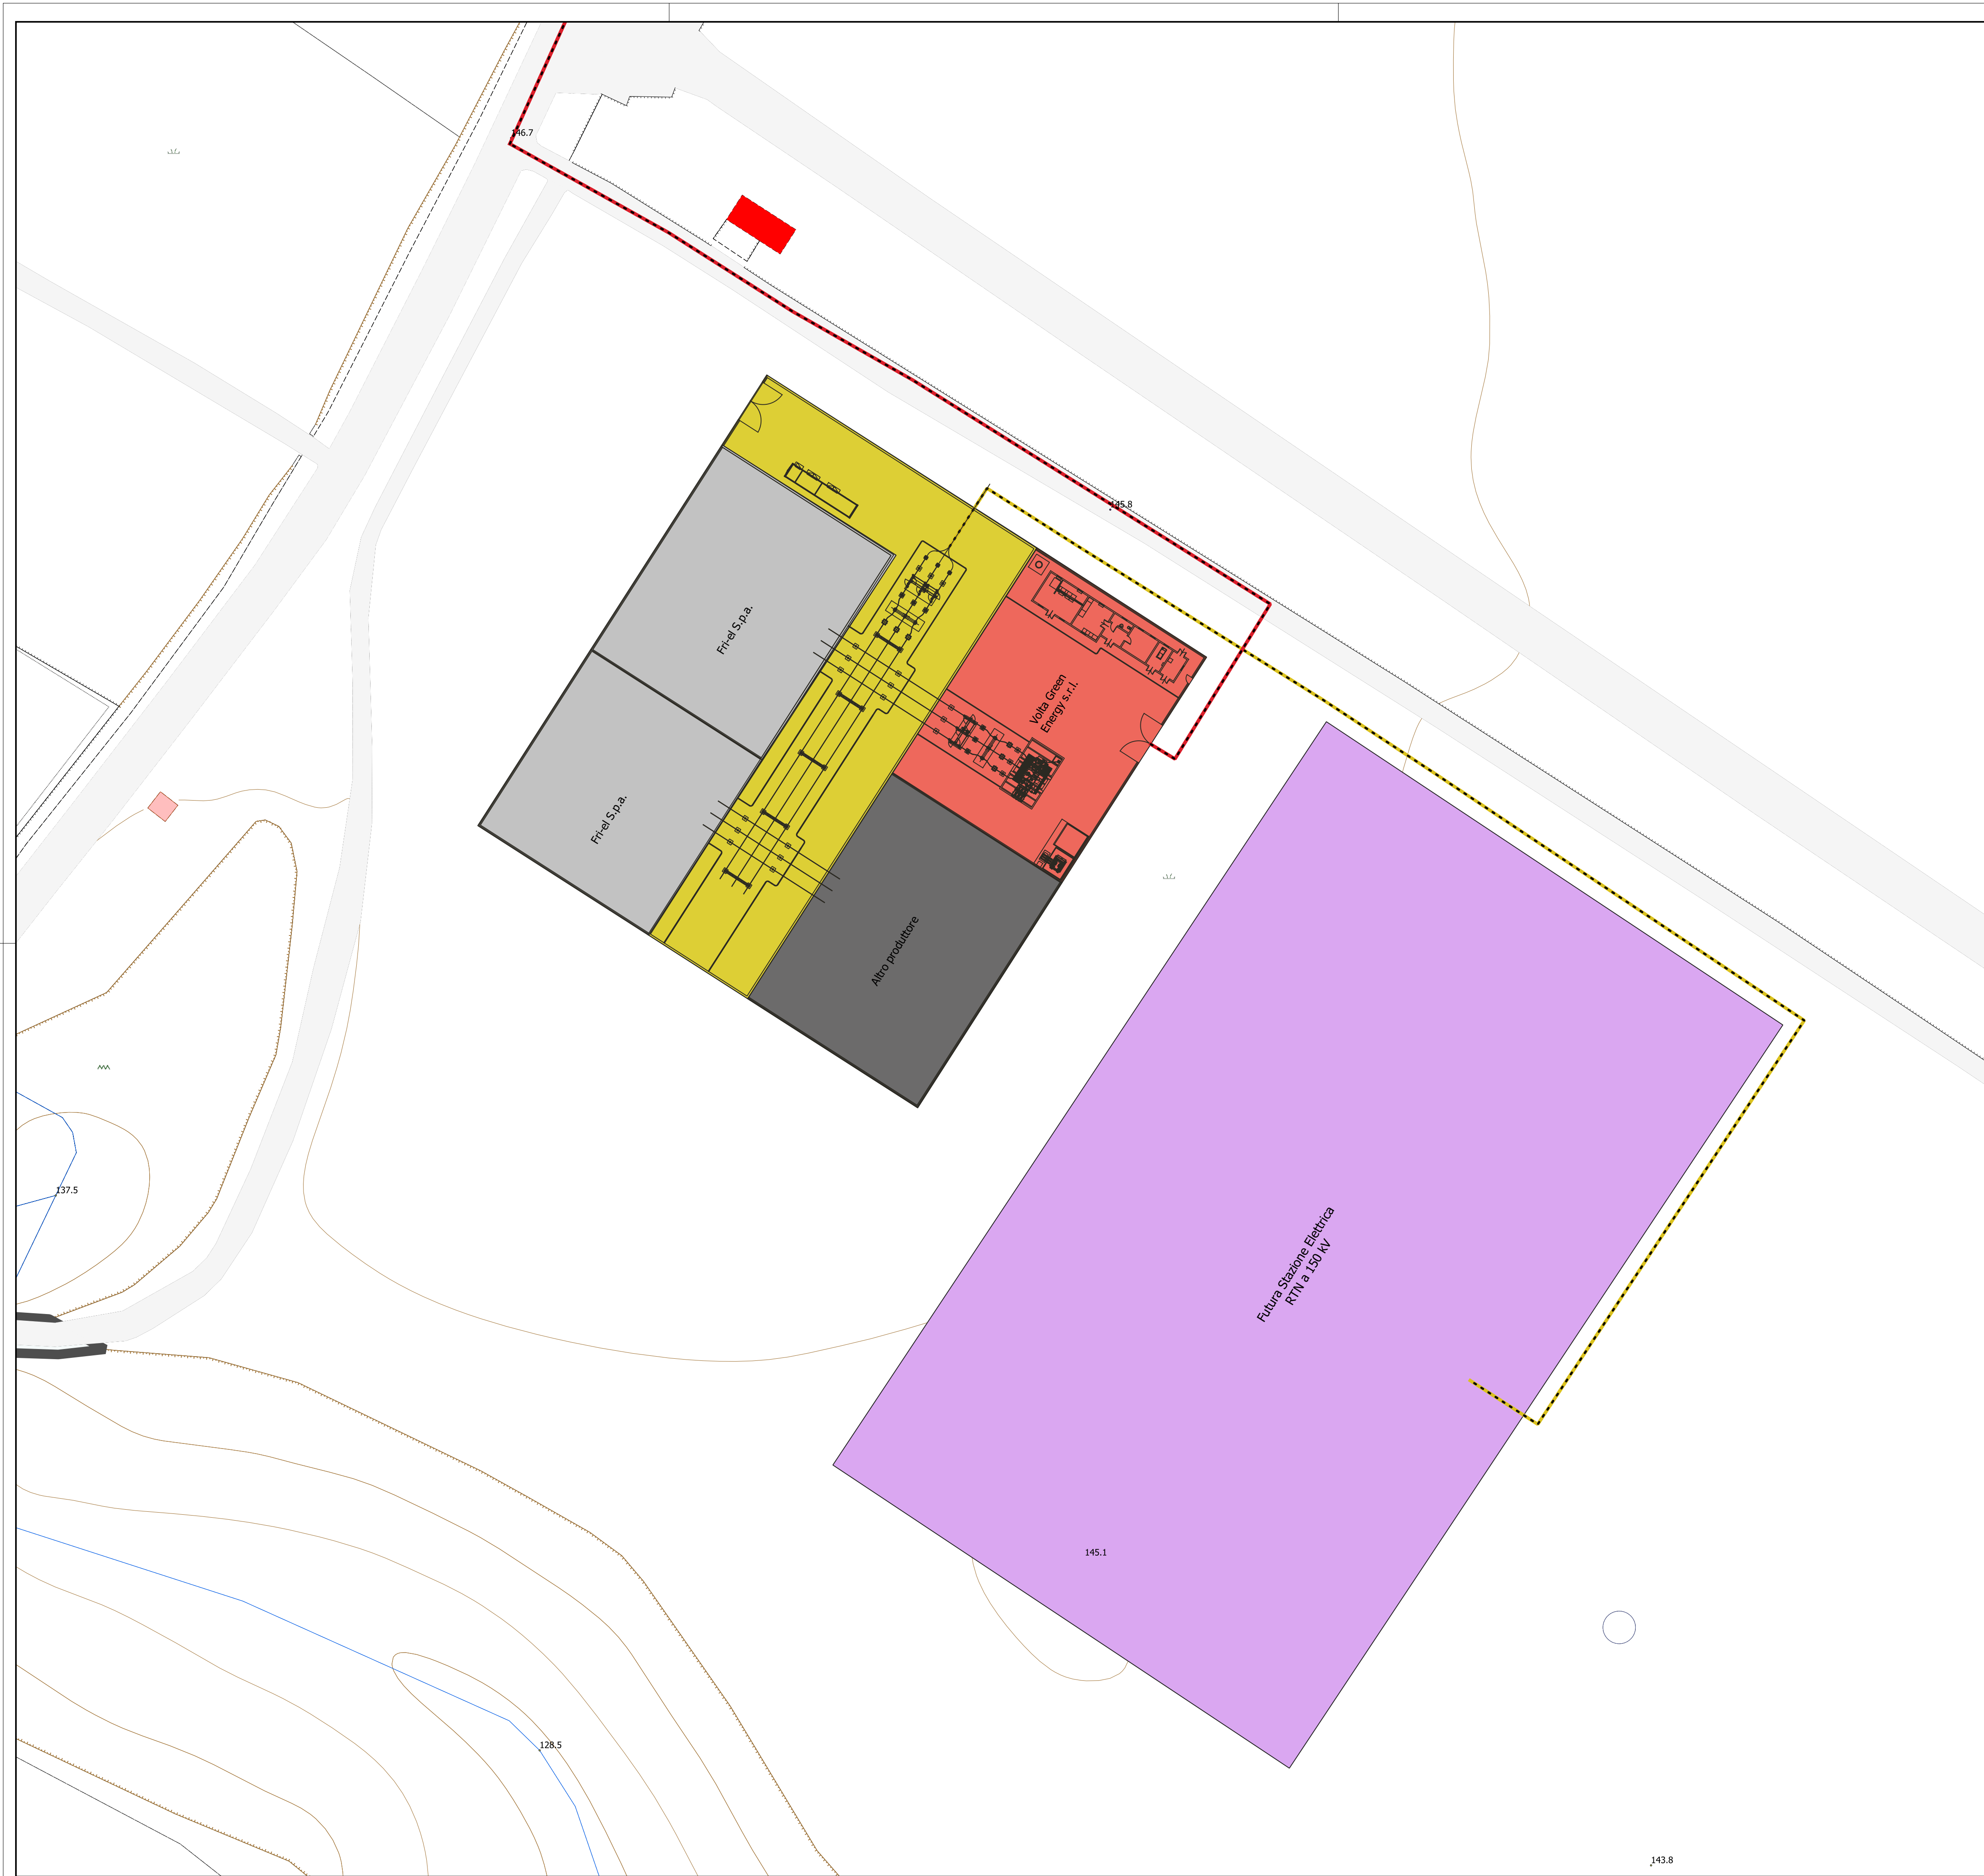 146.7
145.8
Fri-el S.p.a.
Volta Green
Energy s.r.l.
Fri-el S.p.a.
Altro produttore
137.5
Futura Stazione Elettrica
RTN a 150 kV
145.1
128.5
143.8